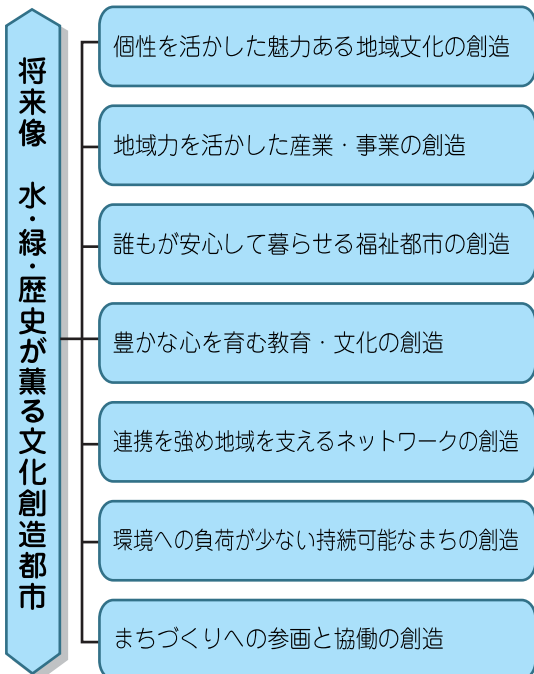 将来像 水・緑・歴史が薫る文化創造都市
個性を活かした魅力ある地域文化の創造
地域力を活かした産業・事業の創造
誰もが安心して暮らせる福祉都市の創造
豊かな心を育む教育・文化の創造
連携を強め地域を支えるネットワークの創造
環境への負荷が少ない持続可能なまちの創造
まちづくりへの参画と協働の創造